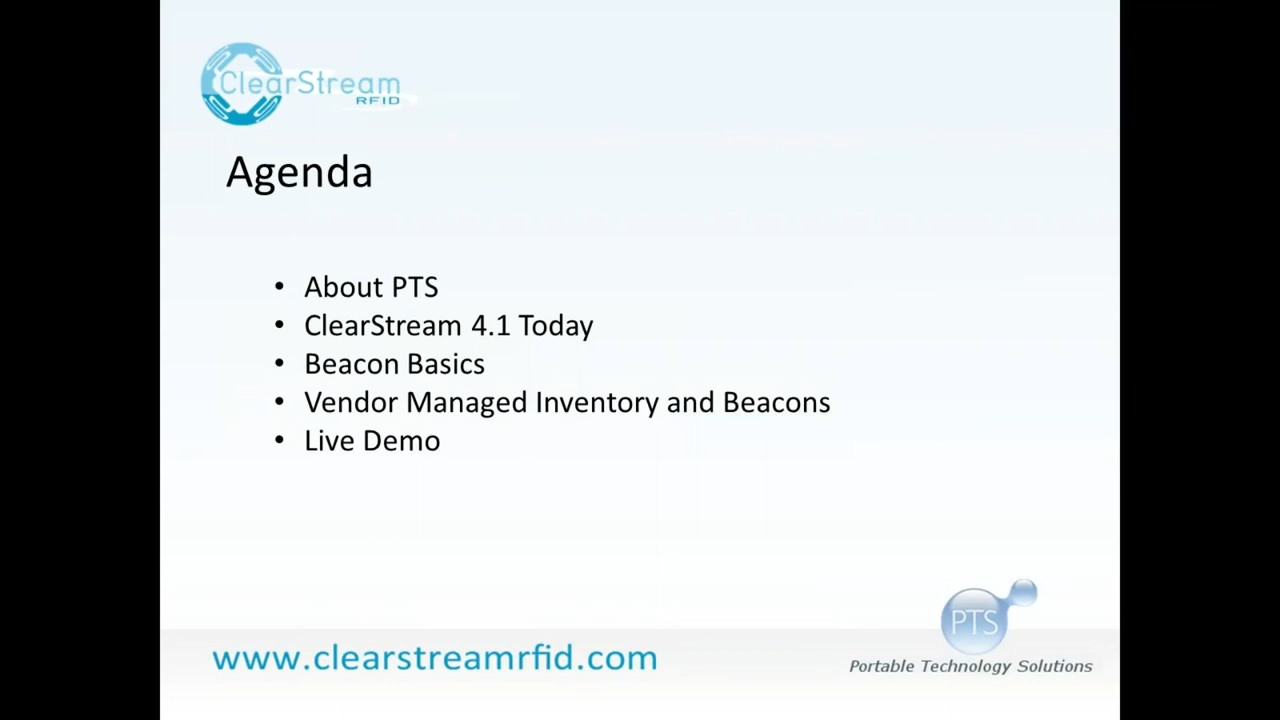 ClearStream
RFID
Agenda
• About PTS
• ClearStream 4.1 Today
• Beacon Basics
• Vendor Managed Inventory and Beacons
• Live Demo
PTS
www.clearstreamrfid.com
Portable Technology Solutions